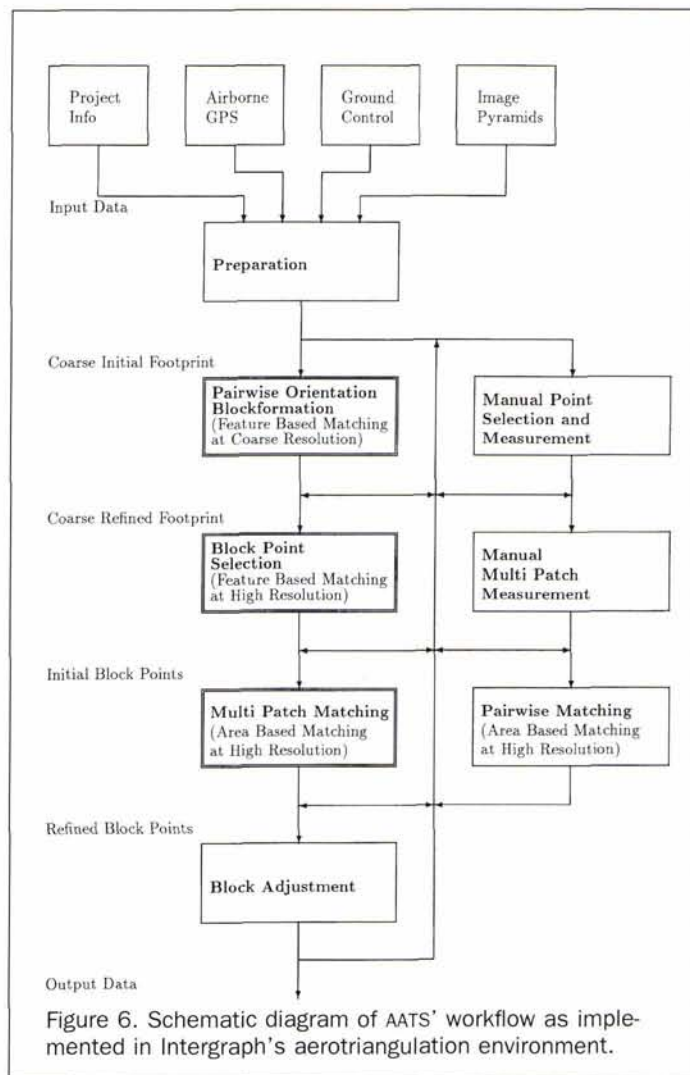 Project
Info
Airborne
GPS
Ground
Control
Image
Pyramids
Input Data
Preparation
Coarse Initial Footprint
Pairwise Orientation
Blockformation
(Feature Based Matching
at Coarse Resolution)
Manual Point
Selection and
Measurement
Coarse Refined Footprint
Block Point
Selection
(Feature Based Matching
at High Resolution)
Manual
Multi Patch
Measurement
Initial Block Points
Multi Patch Matching
(Area Based Matching
at High Resolution)
Pairwise Matching
(Area Based Matching
at High Resolution)
Refined Block Points
Block Adjustment
Output Data
Figure 6. Schematic diagram of AATS' workflow as imple-
mented in Intergraph's aerotriangulation environment.